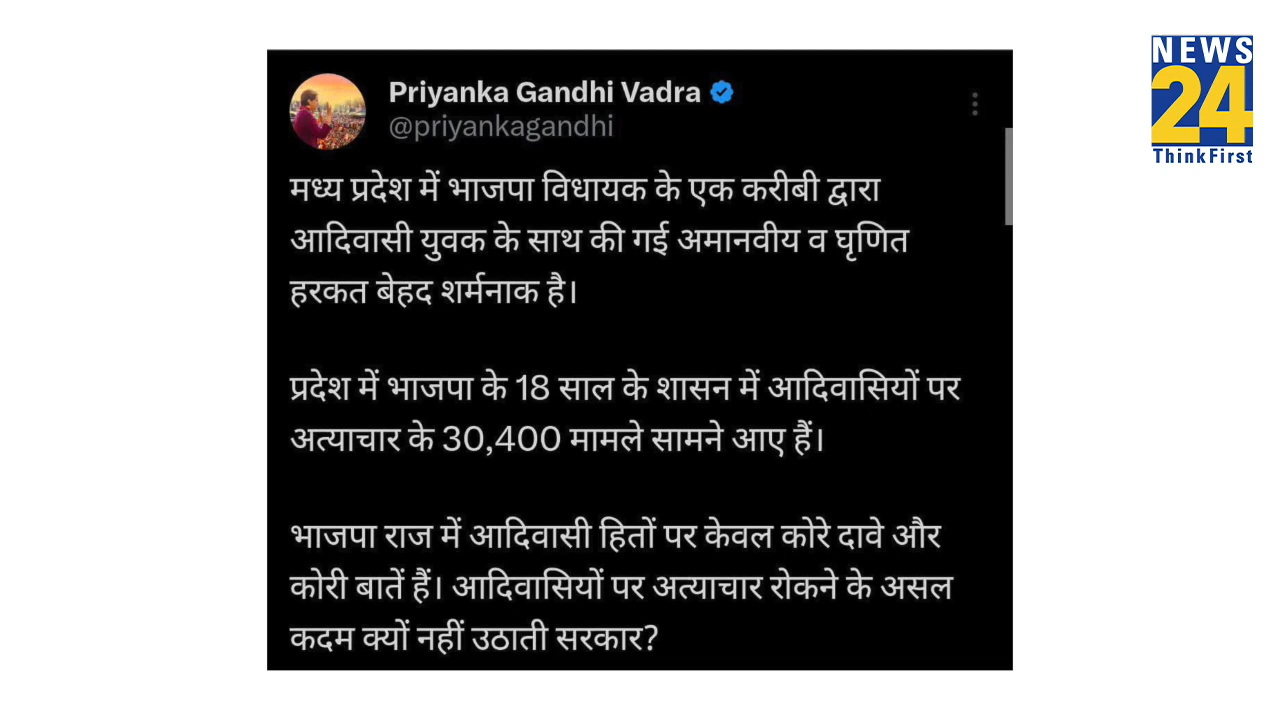 Priyanka Gandhi Vadra
@priyankagandhi
NEWS
24
ThinkFirst
मध्य प्रदेश में भाजपा विधायक के एक करीबी द्वारा
आदिवासी युवक के साथ की गई अमानवीय व घृणित
हरकत बेहद शर्मनाक है।
प्रदेश में भाजपा के 18 साल के शासन में आदिवासियों पर
अत्याचार के 30,400 मामले सामने आए हैं।
भाजपा राज में आदिवासी हितों पर केवल कोरे दावे और
कोरी बातें हैं। आदिवासियों पर अत्याचार रोकने के असल
कदम क्यों नहीं उठाती सरकार?